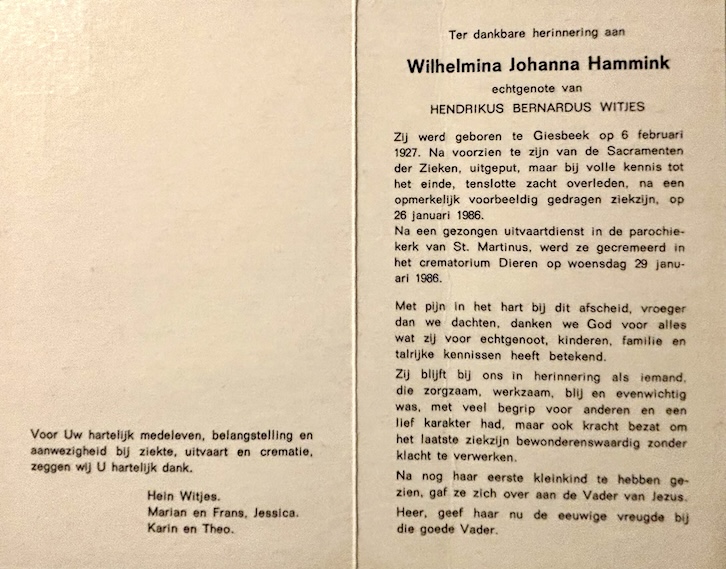 Voor Uw hartelijk medeleven, belangstelling en
aanwezigheid bij ziekte, uitvaart en crematie,
zeggen wij U hartelijk dank.
Hein Witjes.
Marian en Frans, Jessica.
Karin en Theo.
Ter dankbare herinnering aan
Wilhelmina Johanna Hammink
echtgenote van
HENDRIKUS BERNARDUS WITJES
Zij werd geboren te Giesbeek op 6 februari
1927. Na voorzien te zijn van de Sacramenten
der Zieken, uitgeput, maar bij volle kennis tot
het einde, tenslotte zacht overleden, na een
opmerkelijk voorbeeldig gedragen ziekzijn, op
26 januari 1986.
Na een gezongen uitvaartdienst in de parochie-
kerk van St. Martinus, werd ze gecremeerd in
het crematorium Dieren op woensdag 29 janu-
ari 1986.
Met pijn in het hart bij dit afscheid, vroeger
dan we dachten, danken we God voor alles
wat zij voor echtgenoot, kinderen, familie en
talrijke kennissen heeft betekend.
Zij blijft bij ons in herinnering als iemand,
die zorgzaam, werkzaam, blij en evenwichtig
was, met veel begrip voor anderen en een
lief karakter had, maar ook kracht bezat om
het laatste ziekzijn bewonderenswaardig zonder
klacht te verwerken.
Na nog haar eerste kleinkind te hebben ge-
zien, gaf ze zich over aan de Vader van Jezus.
Heer, geef haar nu de eeuwige vreugde bij
die goede Vader.